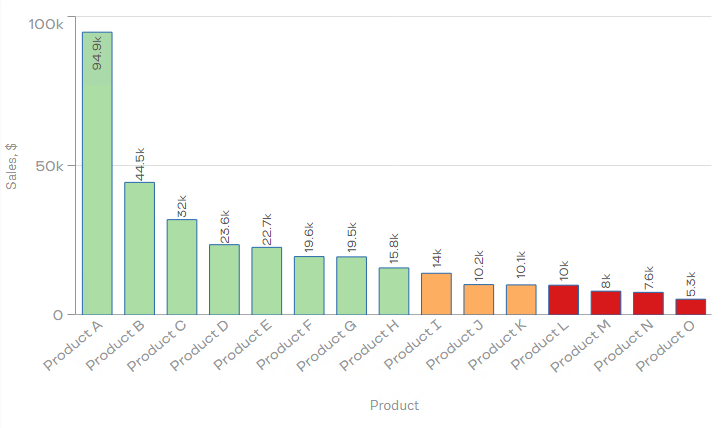 Sales, $
100k
50k
0
94.9k
44.5k
32k
23.6k
22.7k
19.6k
19.5k
15.8k
14k
10.2k
10.1k
10k
8k
7.6k
5.3k
Product A
Product B
Product C
Product D
Product E
Product F
Product G
Product H
Product I
Product J
Product K
Product L
Product M
Product N
Product O
Product